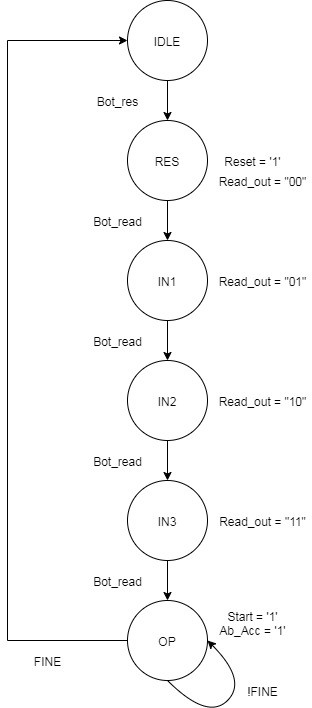 IDLE
Bot_res
RES
Reset = '1'
Read_out = "00"
Bot_read
IN1
Read_out = "01"
Bot_read
IN2
Read_out = "10"
Bot_read
IN3
Read_out = "11"
Bot_read
OP
Start = '1'
Ab_Acc = '1'
FINE
!FINE